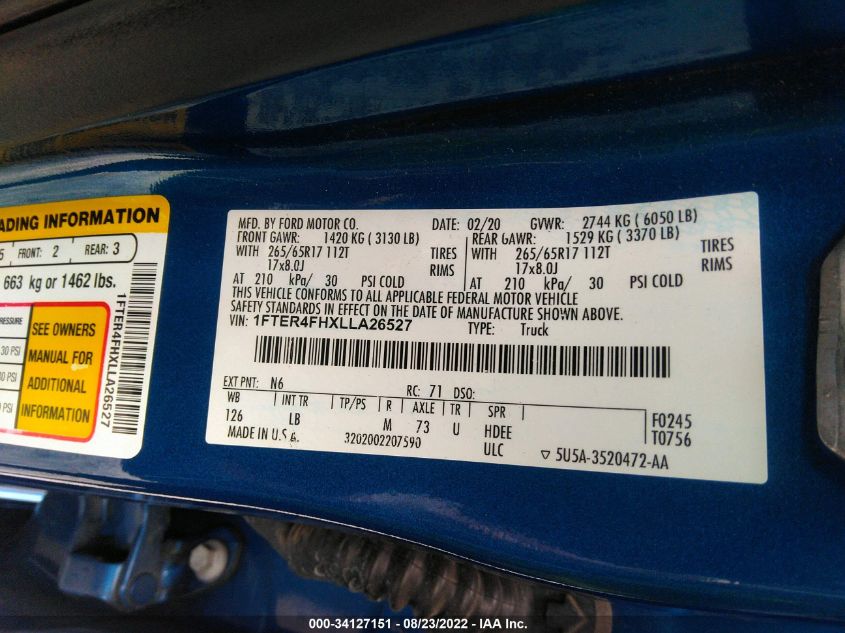 ADING INFORMATION
5 FRONT: 2 REAR: 3
663 kg or 1462 lbs.
PRESSURE
30 PSI
PSI
PSI
SEE OWNERS
MANUAL FOR
ADDITIONAL
INFORMATION
1FTER4FHXLLA26527
MFD. BY FORD MOTOR CO. DATE: 02/20 GVWR: 2744 KG ( 6050 LB)
FRONT GAWR: 1420 KG ( 3130 LB) REAR GAWR: 1529 KG ( 3370 LB)
WITH 265/65R17 112T TIRES WITH 265/65R17 112T TIRES
17x8.0J RIMS 17x8.0J RIMS
AT 210 kPa/ 30 PSI COLD AT 210 kPa/ 30 PSI COLD
THIS VEHICLE CONFORMS TO ALL APPLICABLE FEDERAL MOTOR VEHICLE
SAFETY STANDARDS IN EFFECT ON THE DATE OF MANUFACTURE SHOWN ABOVE.
VIN: 1FTER4FHXLLA26527 TYPE: Truck
EXT PNT: N6 RC: 71 DSO:
WB INT TR TP/PS R AXLE TR SPR
126 LB M 73 U HDEE F0245
ULC T0756
MADE IN U.S.A. 3202002207590 ▽ 5U5A-3520472-AA
000-34127151 - 08/23/2022 - IAA Inc.